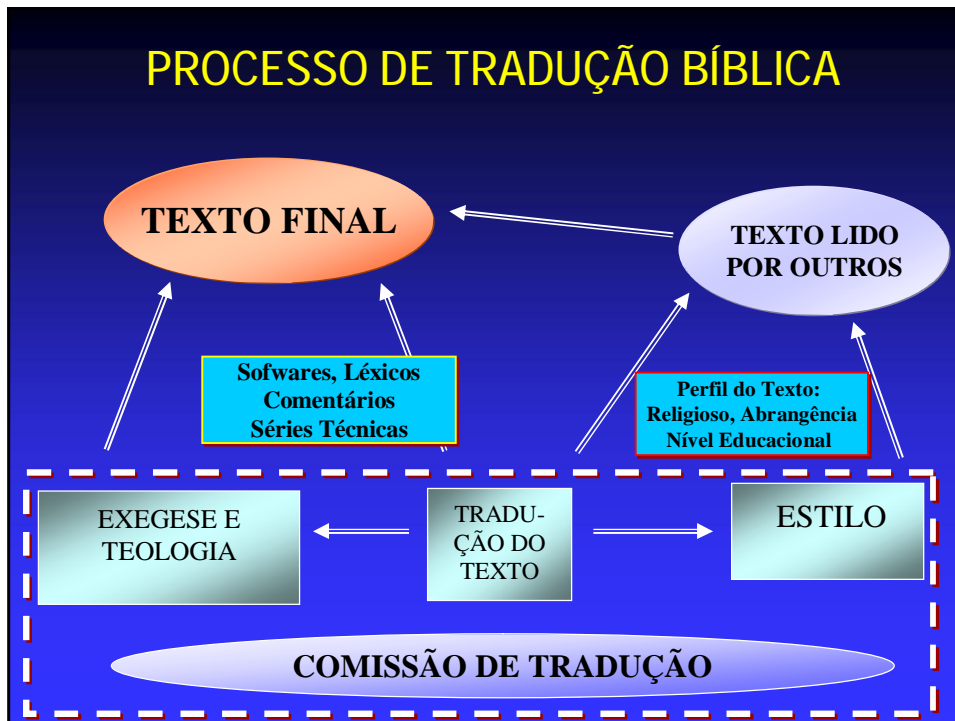 PROCESSO DE TRADUÇÃO BÍBLICA
TEXTO FINAL
TEXTO LIDO
POR OUTROS
Sofwares, Léxicos
Comentários
Séries Técnicas
Perfil do Texto:
Religioso, Abrangência
Nível Educacional
EXEGESE E
TEOLOGIA
TRADU-
ÇÃO DO
TEXTO
ESTILO
COMISSÃO DE TRADUÇÃO